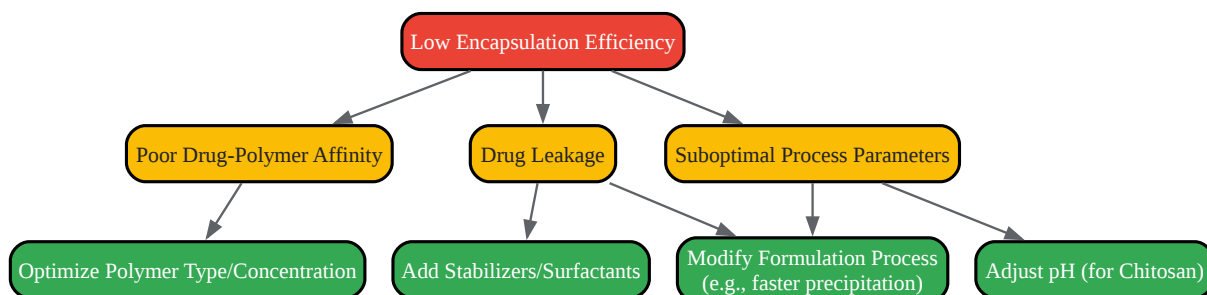 Low Encapsulation Efficiency
Poor Drug-Polymer Affinity
Drug Leakage
Suboptimal Process Parameters
Optimize Polymer Type/Concentration
Add Stabilizers/Surfactants
Modify Formulation Process
(e.g., faster precipitation)
Adjust pH (for Chitosan)